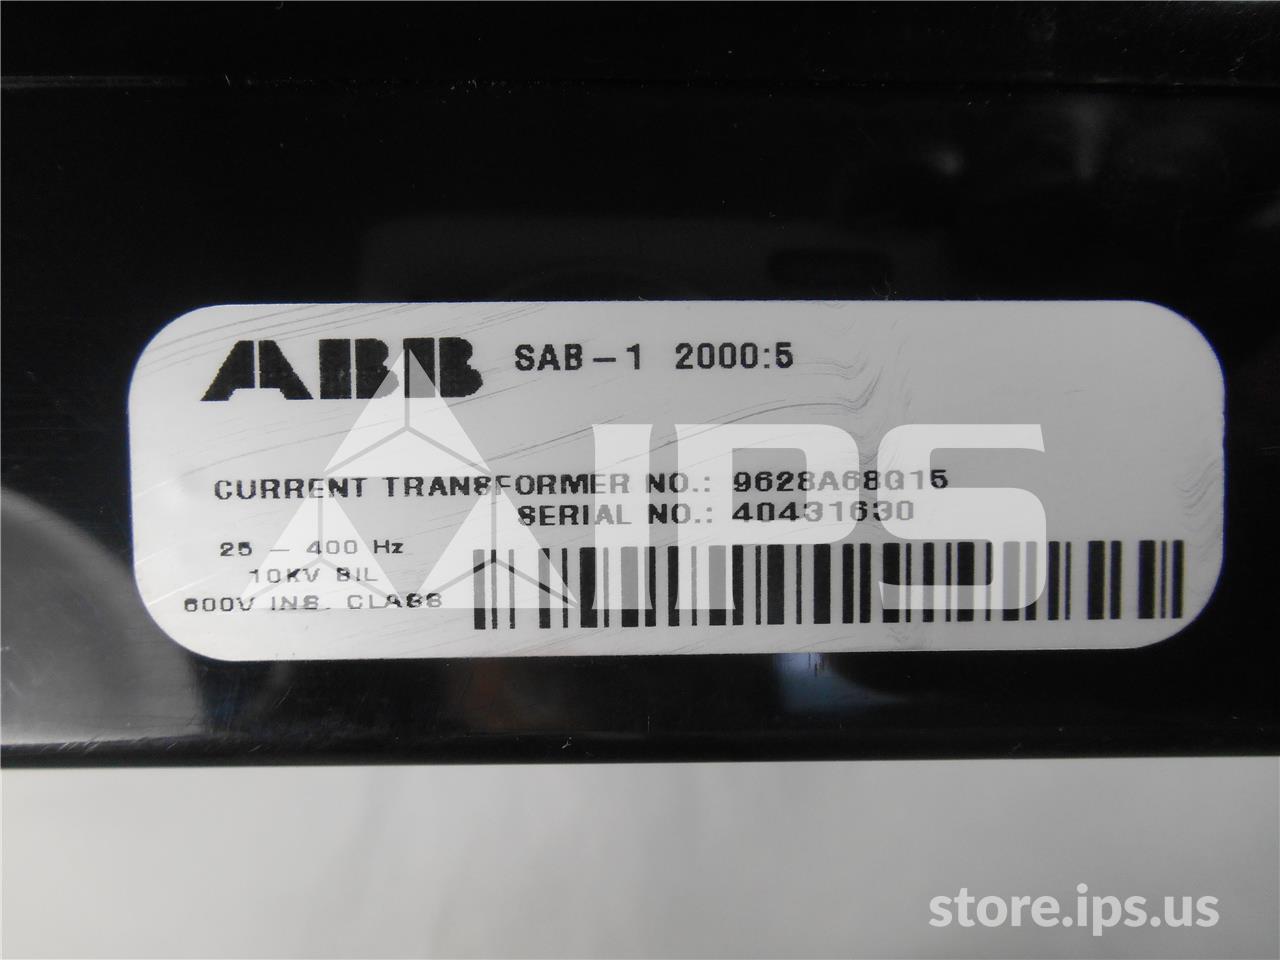 ABB SAB-1 2000:5
IPS
CURRENT TRANSFORMER NO.: 9628A68G15
SERIAL NO.: 40431630
25 - 400 Hz
10KV BIL
600V INS. CLASS
store.ips.us